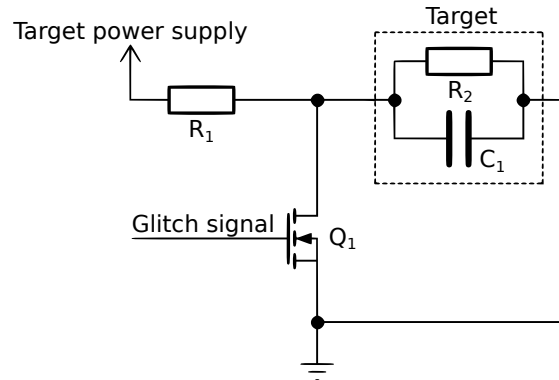 Target
Target power supply
R₁
R₂
C₁
Glitch signal
Q₁